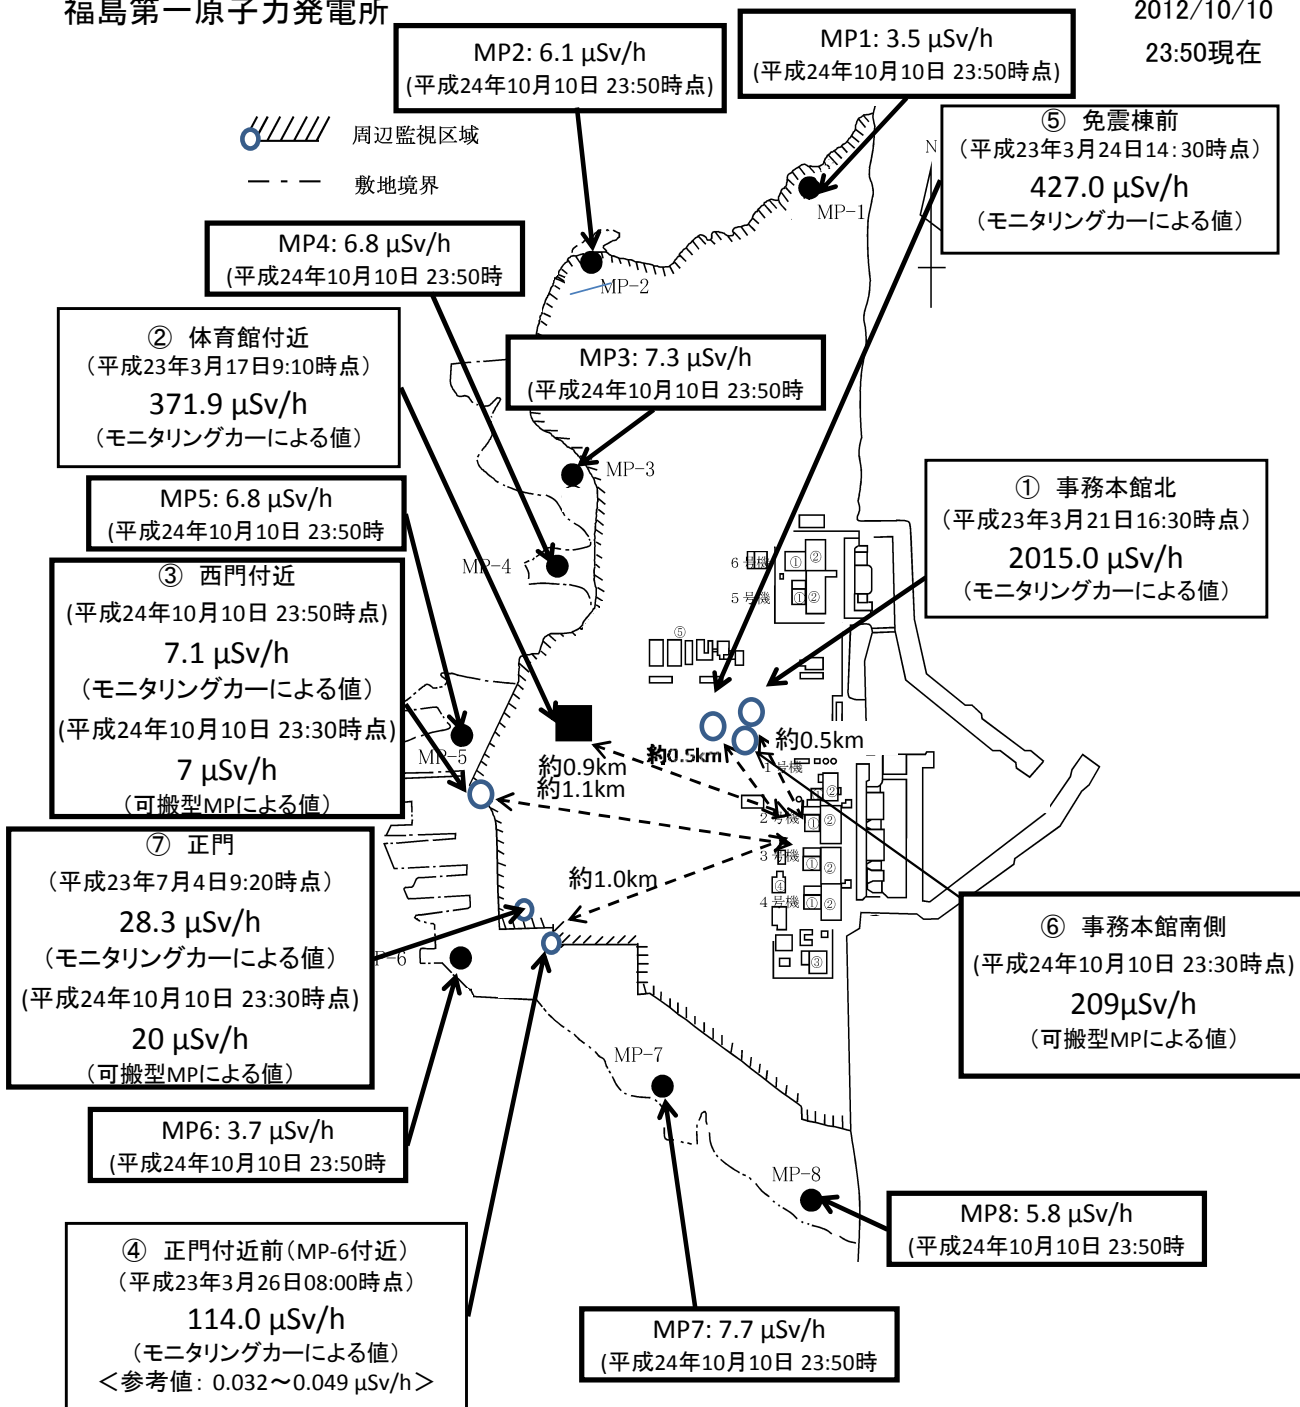 福島第一原子力発電所
2012/10/10
23:50現在
MP2: 6.1 μSv/h
(平成24年10月10日 23:50時点)
MP1: 3.5 μSv/h
(平成24年10月10日 23:50時点)
周辺監視区域
敷地境界
⑤ 免震棟前
（平成23年3月24日14:30時点）
427.0 μSv/h
（モニタリングカーによる値）
N
MP-1
MP4: 6.8 μSv/h
(平成24年10月10日 23:50時
MP-2
② 体育館付近
（平成23年3月17日9:10時点）
371.9 μSv/h
（モニタリングカーによる値）
MP3: 7.3 μSv/h
(平成24年10月10日 23:50時
MP-3
MP5: 6.8 μSv/h
(平成24年10月10日 23:50時
① 事務本館北
（平成23年3月21日16:30時点）
2015.0 μSv/h
（モニタリングカーによる値）
MP-4
6号機
① ②
5号機
① ②
③ 西門付近
(平成24年10月10日 23:50時点)
7.1 μSv/h
（モニタリングカーによる値）
(平成24年10月10日 23:30時点)
7 μSv/h
（可搬型MPによる値）
⑤
MP-5
約0.9km
約1.1km
約0.5km
約0.5km
1号機
②
2号機
① ②
3号機
① ②
④
4号機
① ②
③
約1.0km
⑦ 正門
（平成23年7月4日9:20時点）
28.3 μSv/h
（モニタリングカーによる値）
(平成24年10月10日 23:30時点)
20 μSv/h
（可搬型MPによる値）
P-6
⑥ 事務本館南側
(平成24年10月10日 23:30時点)
209μSv/h
（可搬型MPによる値）
MP-7
MP6: 3.7 μSv/h
(平成24年10月10日 23:50時
MP-8
MP8: 5.8 μSv/h
(平成24年10月10日 23:50時
④ 正門付近前（MP-6付近）
（平成23年3月26日08:00時点）
114.0 μSv/h
（モニタリングカーによる値）
＜参考値： 0.032～0.049 μSv/h＞
MP7: 7.7 μSv/h
(平成24年10月10日 23:50時